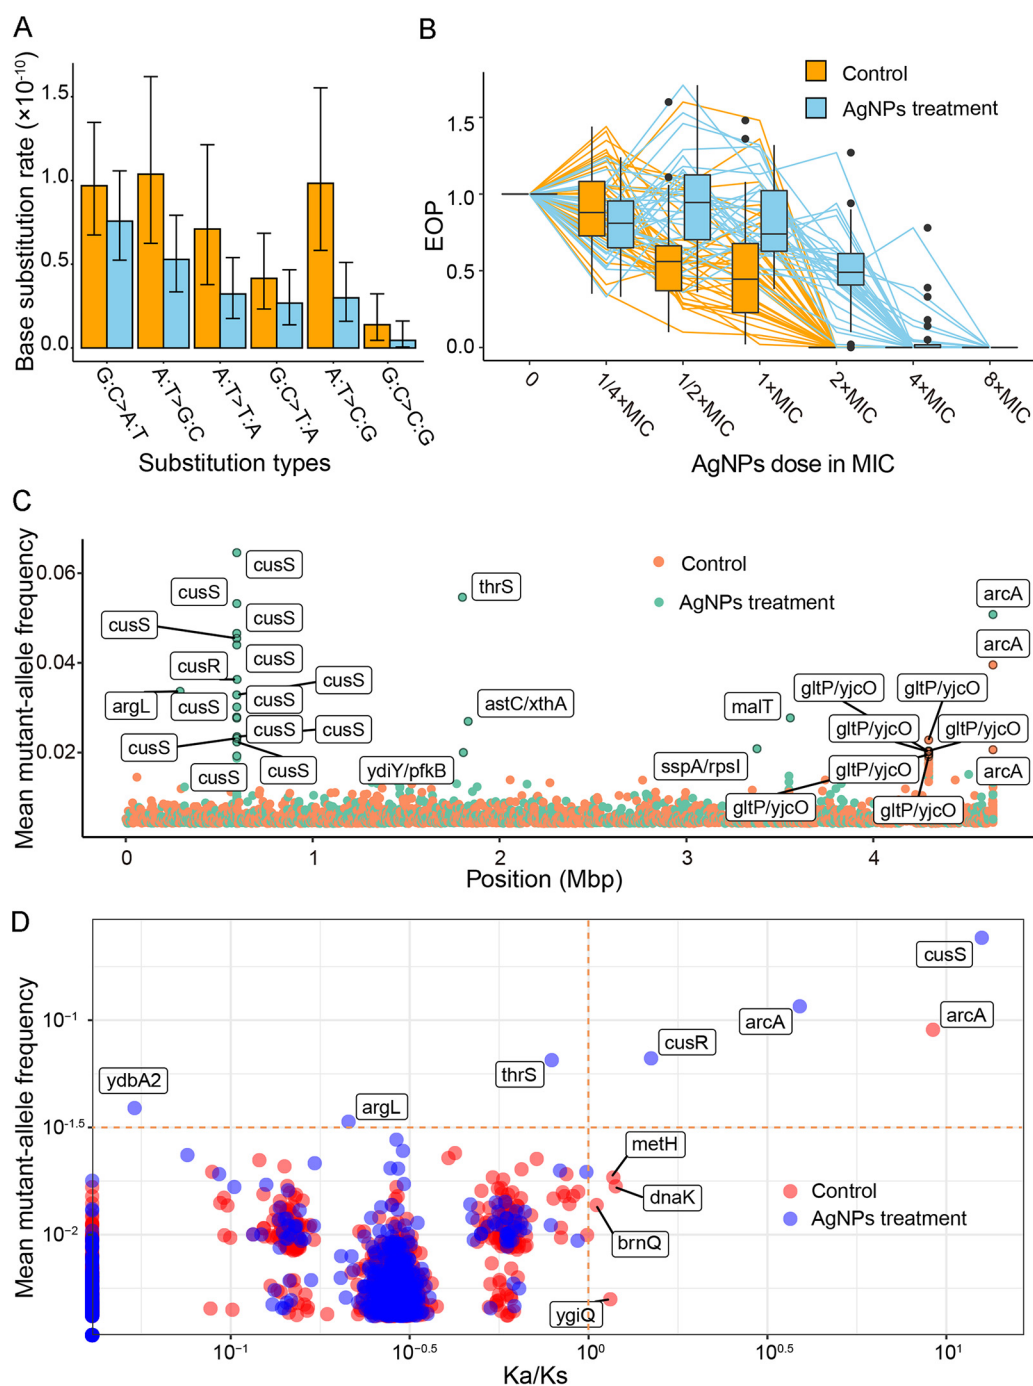 A
Base substitution rate (×10⁻¹⁰)
1.5
1.0
0.5
0.0
G:C>A:T
A:T>G:C
A:T>T:A
G:C>T:A
A:T>C:G
G:C>C:G
Substitution types
B
Control
AgNPs treatment
EOP
1.5
1.0
0.5
0.0
0
1/4×MIC
1/2×MIC
1×MIC
2×MIC
4×MIC
8×MIC
AgNPs dose in MIC
C
Mean mutant-allele frequency
0.06
0.04
0.02
Control
AgNPs treatment
cusS
cusS
cusS
cusS
cusS
cusR
cusS
argL
cusS
cusS
cusS
cusS
cusS
cusS
cusS
thrS
astC/xthA
ydiY/pfkB
malT
sspA/rpsI
gltP/yjcO
gltP/yjcO
gltP/yjcO
gltP/yjcO
gltP/yjcO
gltP/yjcO
gltP/yjcO
arcA
arcA
arcA
0
1
2
3
4
Position (Mbp)
D
Mean mutant-allele frequency
10⁻¹
10⁻¹·⁵
10⁻²
cusS
arcA
arcA
cusR
thrS
ydbA2
argL
metH
dnaK
brnQ
ygiQ
Control
AgNPs treatment
10⁻¹
10⁻⁰·⁵
10⁰
10⁰·⁵
10¹
Ka/Ks